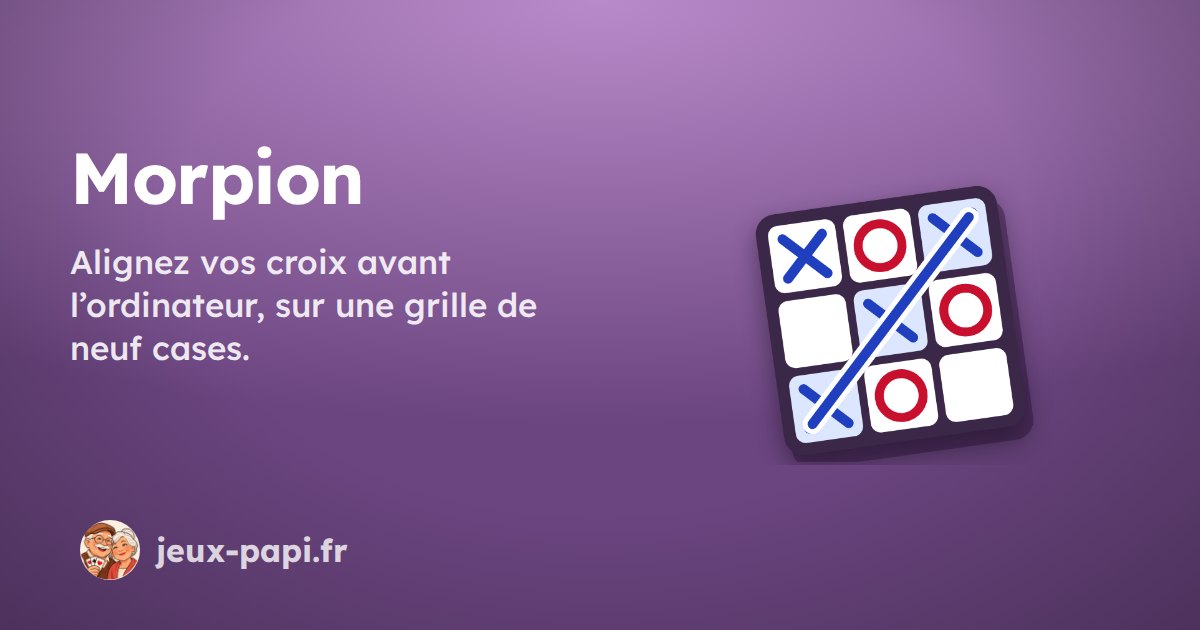 Morpion
Alignez vos croix avant
l’ordinateur, sur une grille de
neuf cases.
jeux-papi.fr